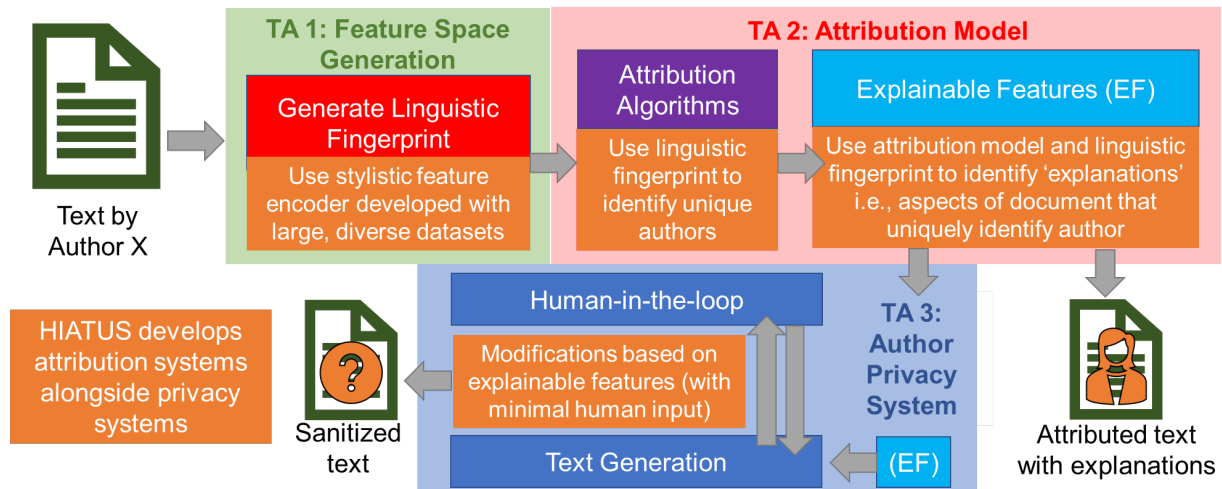 TA 1: Feature Space
Generation
TA 2: Attribution Model
Generate Linguistic
Fingerprint
Use stylistic feature
encoder developed with
large, diverse datasets
Attribution
Algorithms
Use linguistic
fingerprint to
identify unique
authors
Explainable Features (EF)
Use attribution model and linguistic
fingerprint to identify ‘explanations’
i.e., aspects of document that
uniquely identify author
Text by
Author X
HIATUS develops
attribution systems
alongside privacy
systems
?
Sanitized
text
Human-in-the-loop
Modifications based on
explainable features (with
minimal human input)
Text Generation
TA 3:
Author
Privacy
System
(EF)
Attributed text
with explanations